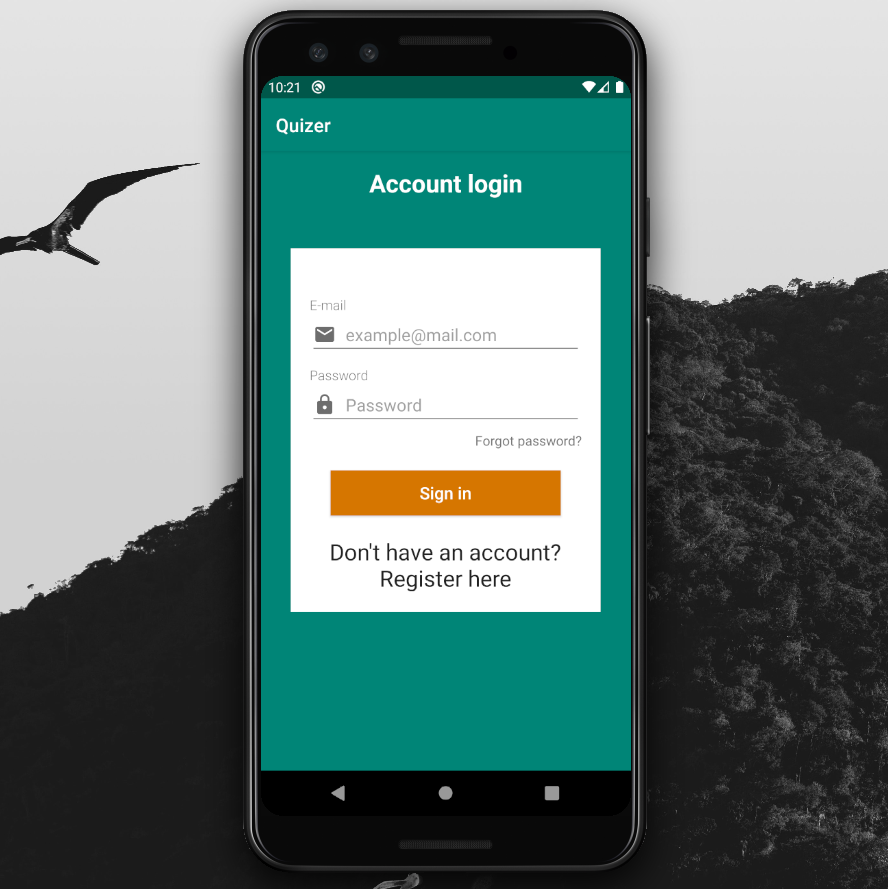 10:21
Quizer
Account login
E-mail
example@mail.com
Password
Password
Forgot password?
Sign in
Don't have an account?
Register here